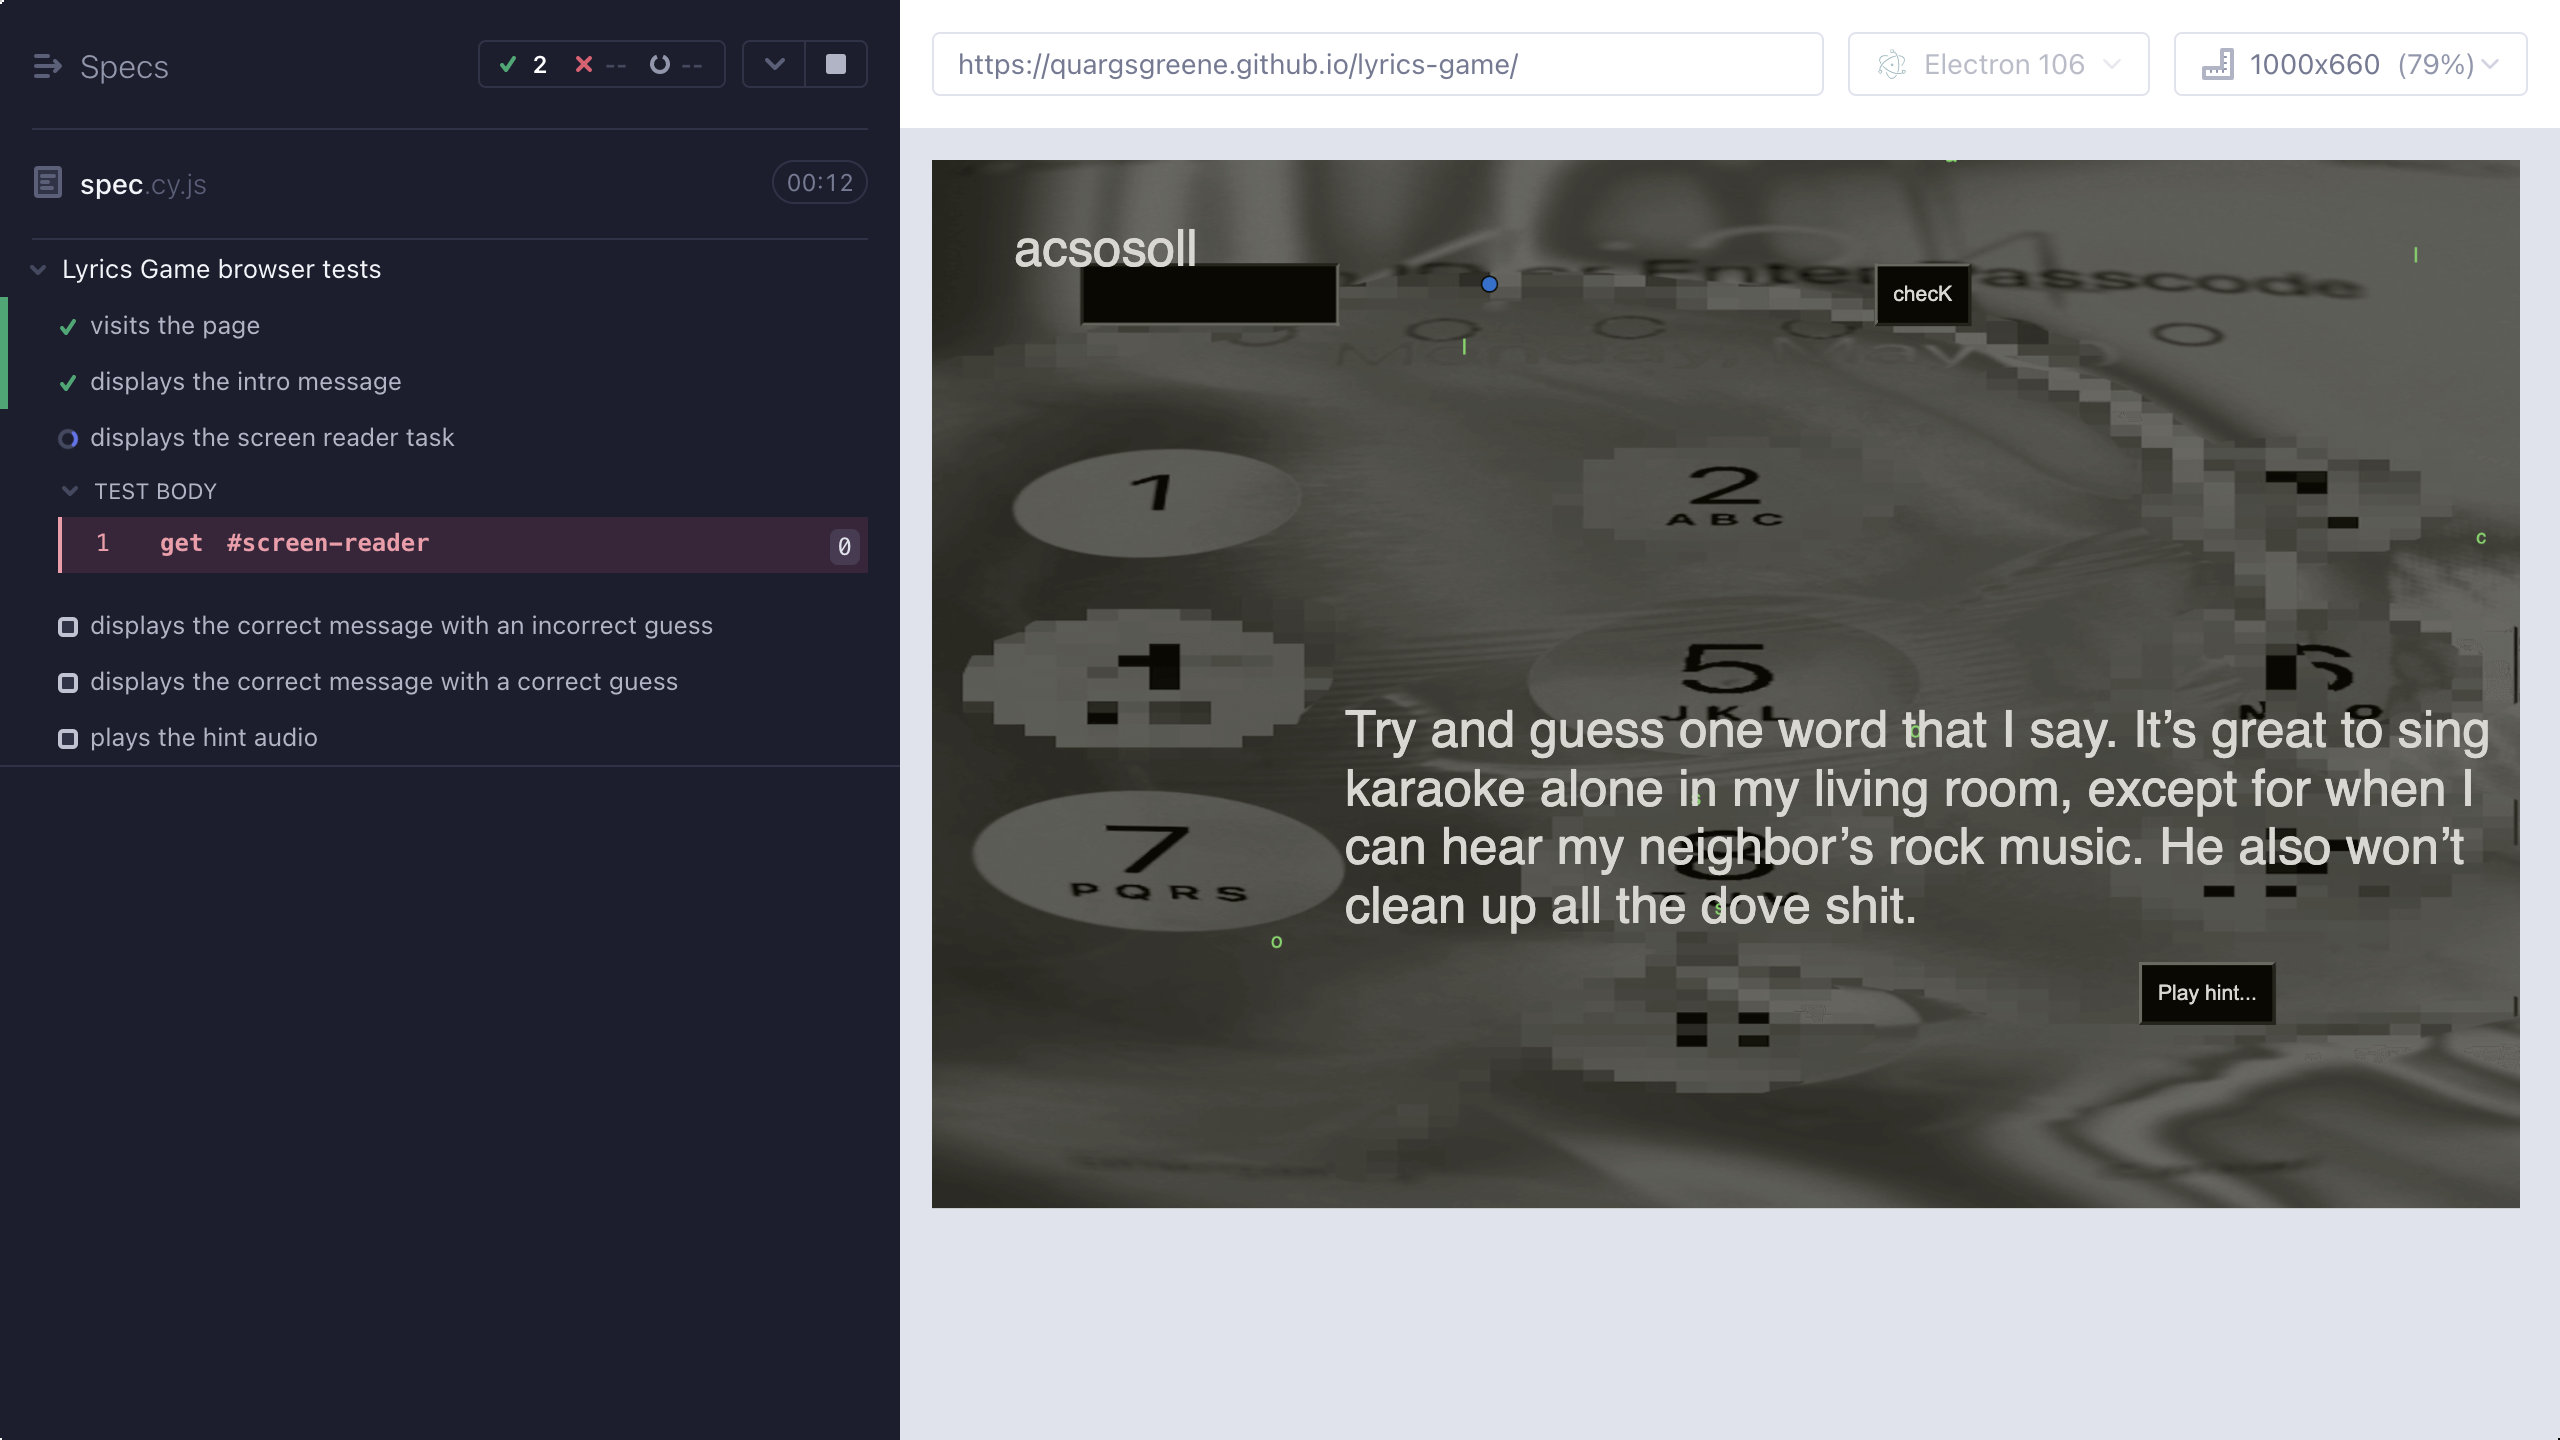 Specs
2
--
--
spec.cy.js
00:12
Lyrics Game browser tests
visits the page
displays the intro message
displays the screen reader task
TEST BODY
1 get #screen-reader 0
displays the correct message with an incorrect guess
displays the correct message with a correct guess
plays the hint audio
https://quargsgreene.github.io/lyrics-game/
Electron 106
1000x660 (79%)
acsosoll
Enter Passcode
checK
l
l
Monday, May
1
2
ABC
c
5
JKL
6
N O
Try and guess one word that I say. It’s great to sing
karaoke alone in my living room, except for when I
can hear my neighbor’s rock music. He also won’t
clean up all the dove shit.
o
s
s
7
PQRS
8
o
Play hint...